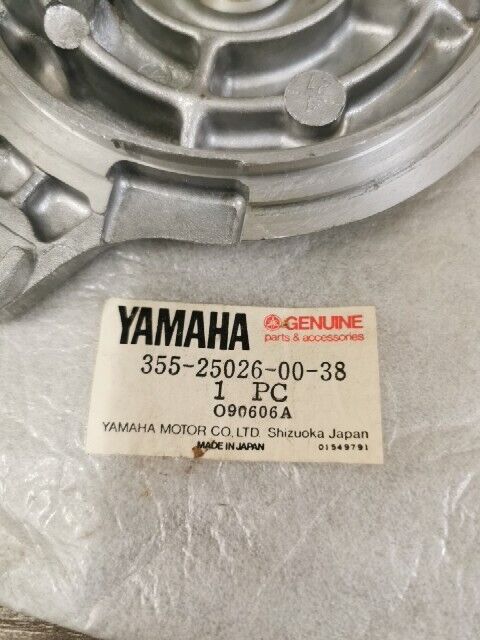 YAMAHA GENUINE
parts & accessories
355-25026-00-38
1 PC
O90606A
YAMAHA MOTOR CO., LTD. Shizuoka Japan
MADE IN JAPAN 01549791